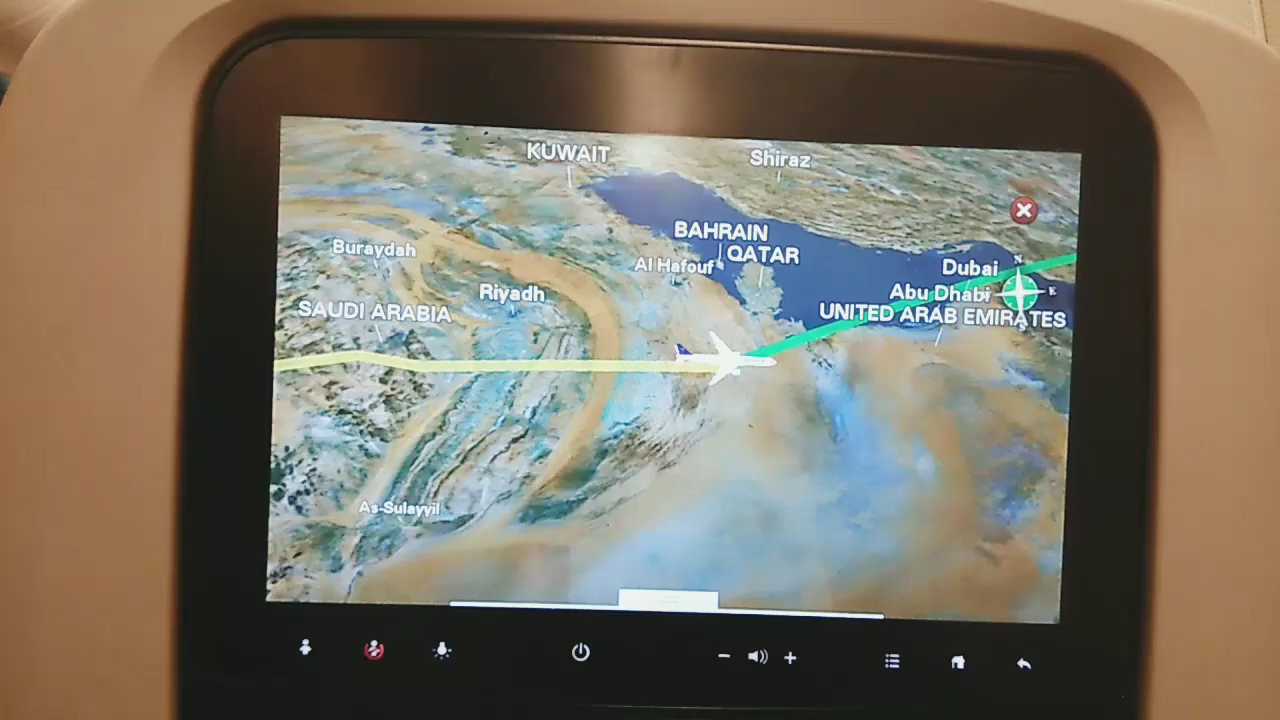 KUWAIT
Shiraz
BAHRAIN
QATAR
Buraydah
Al Hafouf
Riyadh
Dubai
N
Abu Dhabi
E
SAUDI ARABIA
UNITED ARAB EMIRATES
As-Sulayyil